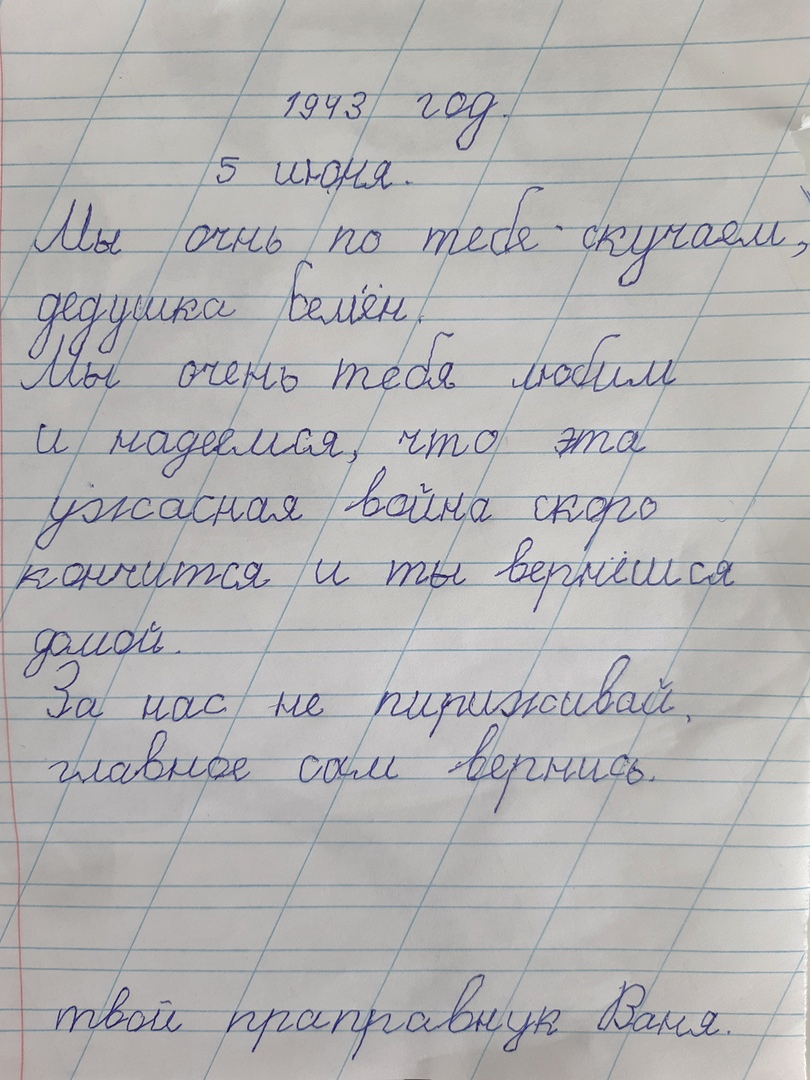 1943 год.
5 июня.
Мы очнь по тебе скучаем,
дедушка Семён.
Мы очень тебя любим
и надеемся, что эта
ужасная война скоро
кончится и ты вернёшся
домой.
За нас не пириживай,
главное сам вернись.
твой праправнук Ваня.